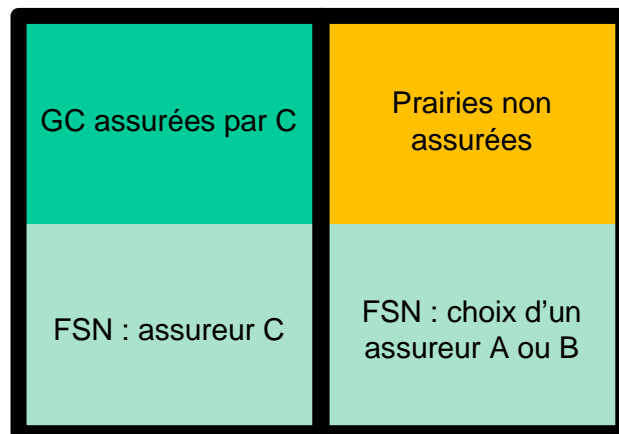 GC assurées par C
Prairies non
assurées
FSN : assureur C
FSN : choix d'un
assureur A ou B